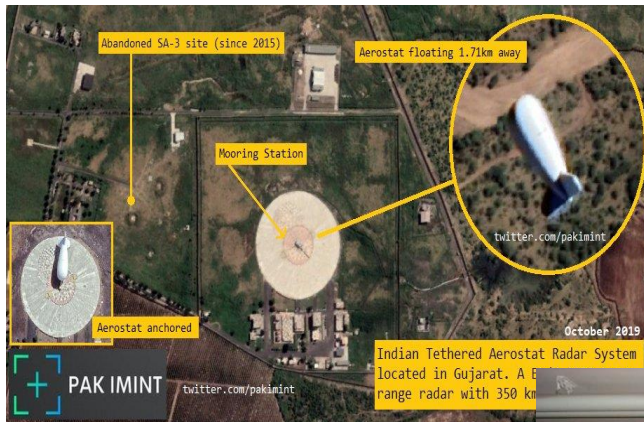 Abandoned SA-3 site (since 2015)
Aerostat floating 1.71km away
Mooring Station
twitter.com/pakimint
Aerostat anchored
October 2019
Indian Tethered Aerostat Radar System
located in Gujarat. A
range radar with 350
PAK IMINT
twitter.com/pakimint